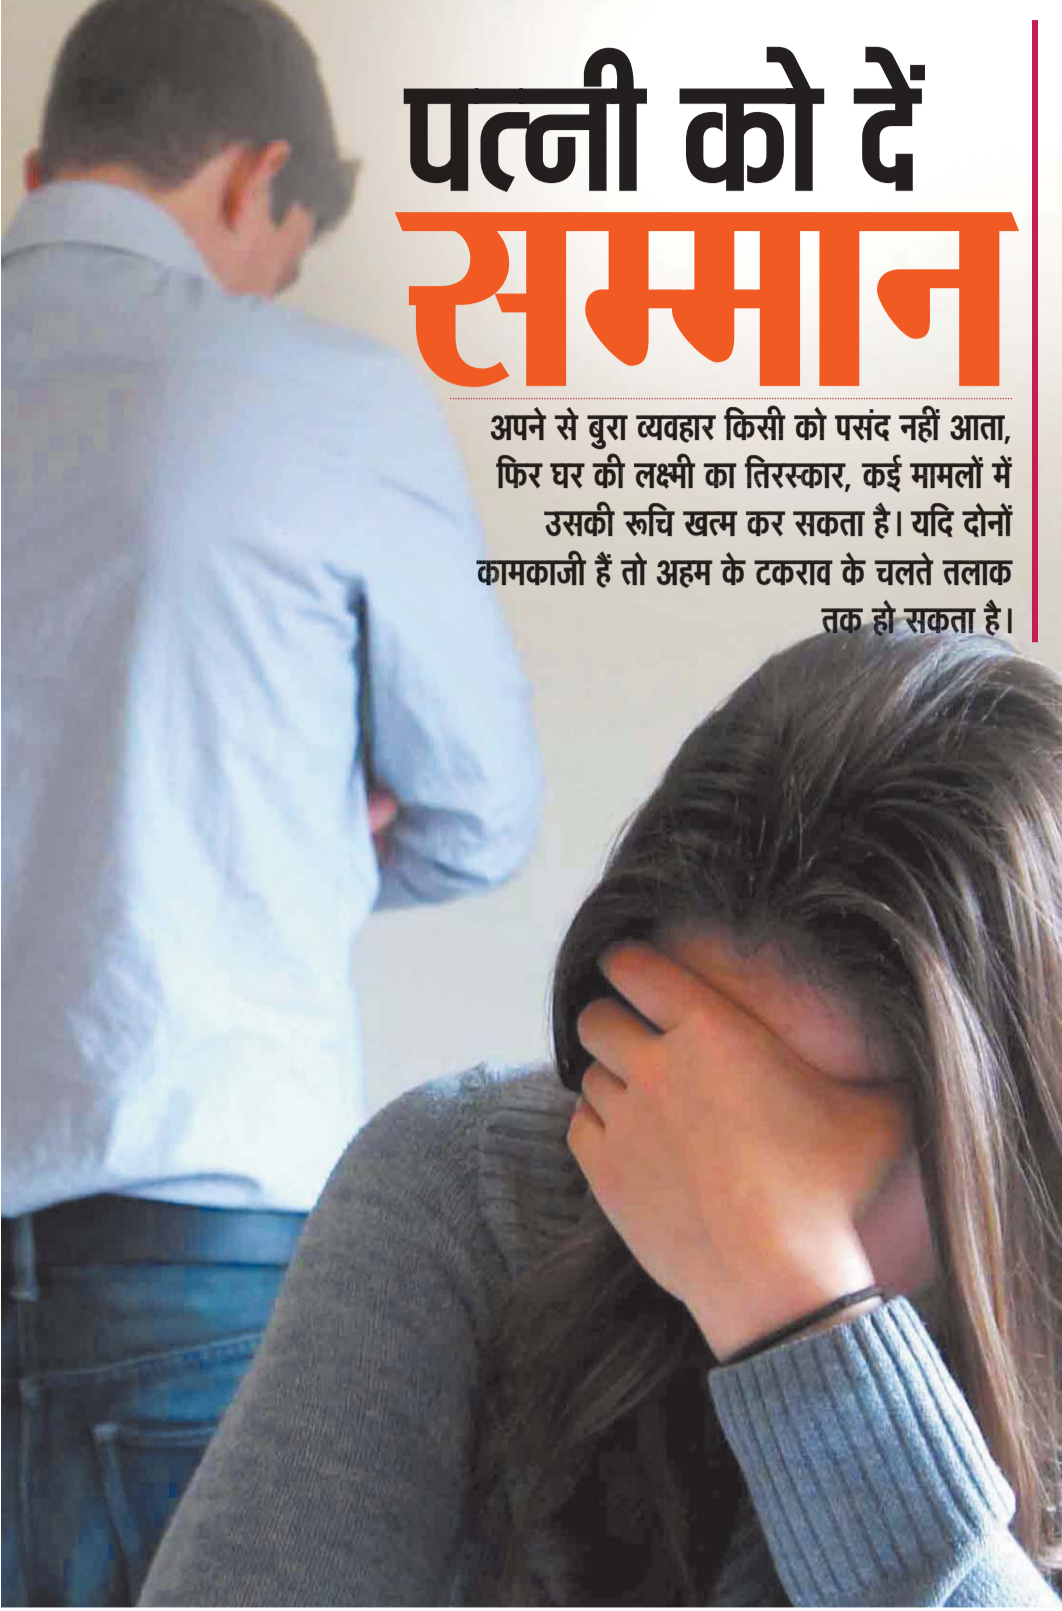 पत्नी को दें
सम्मान
अपने से बुरा व्यवहार किसी को पसंद नहीं आता,
फिर घर की लक्ष्मी का तिरस्कार, कई मामलों में
उसकी रूचि खत्म कर सकता है। यदि दोनों
कामकाजी हैं तो अहम के टकराव के चलते तलाक
तक हो सकता है।